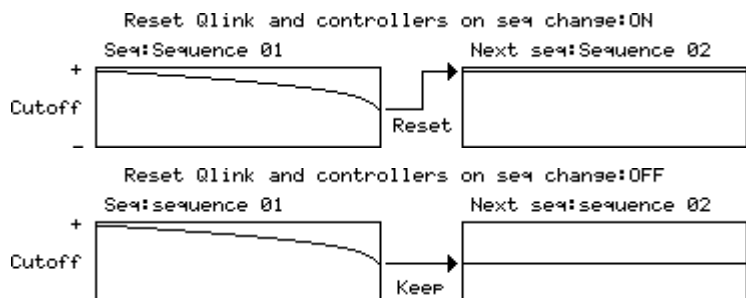 Reset Qlink and controllers on seq change:ON
Seq:Sequence 01
Next seq:Sequence 02
+
Cutoff
Reset
-
Reset Qlink and controllers on seq change:OFF
Seq:sequence 01
Next seq:sequence 02
+
Cutoff
Keep